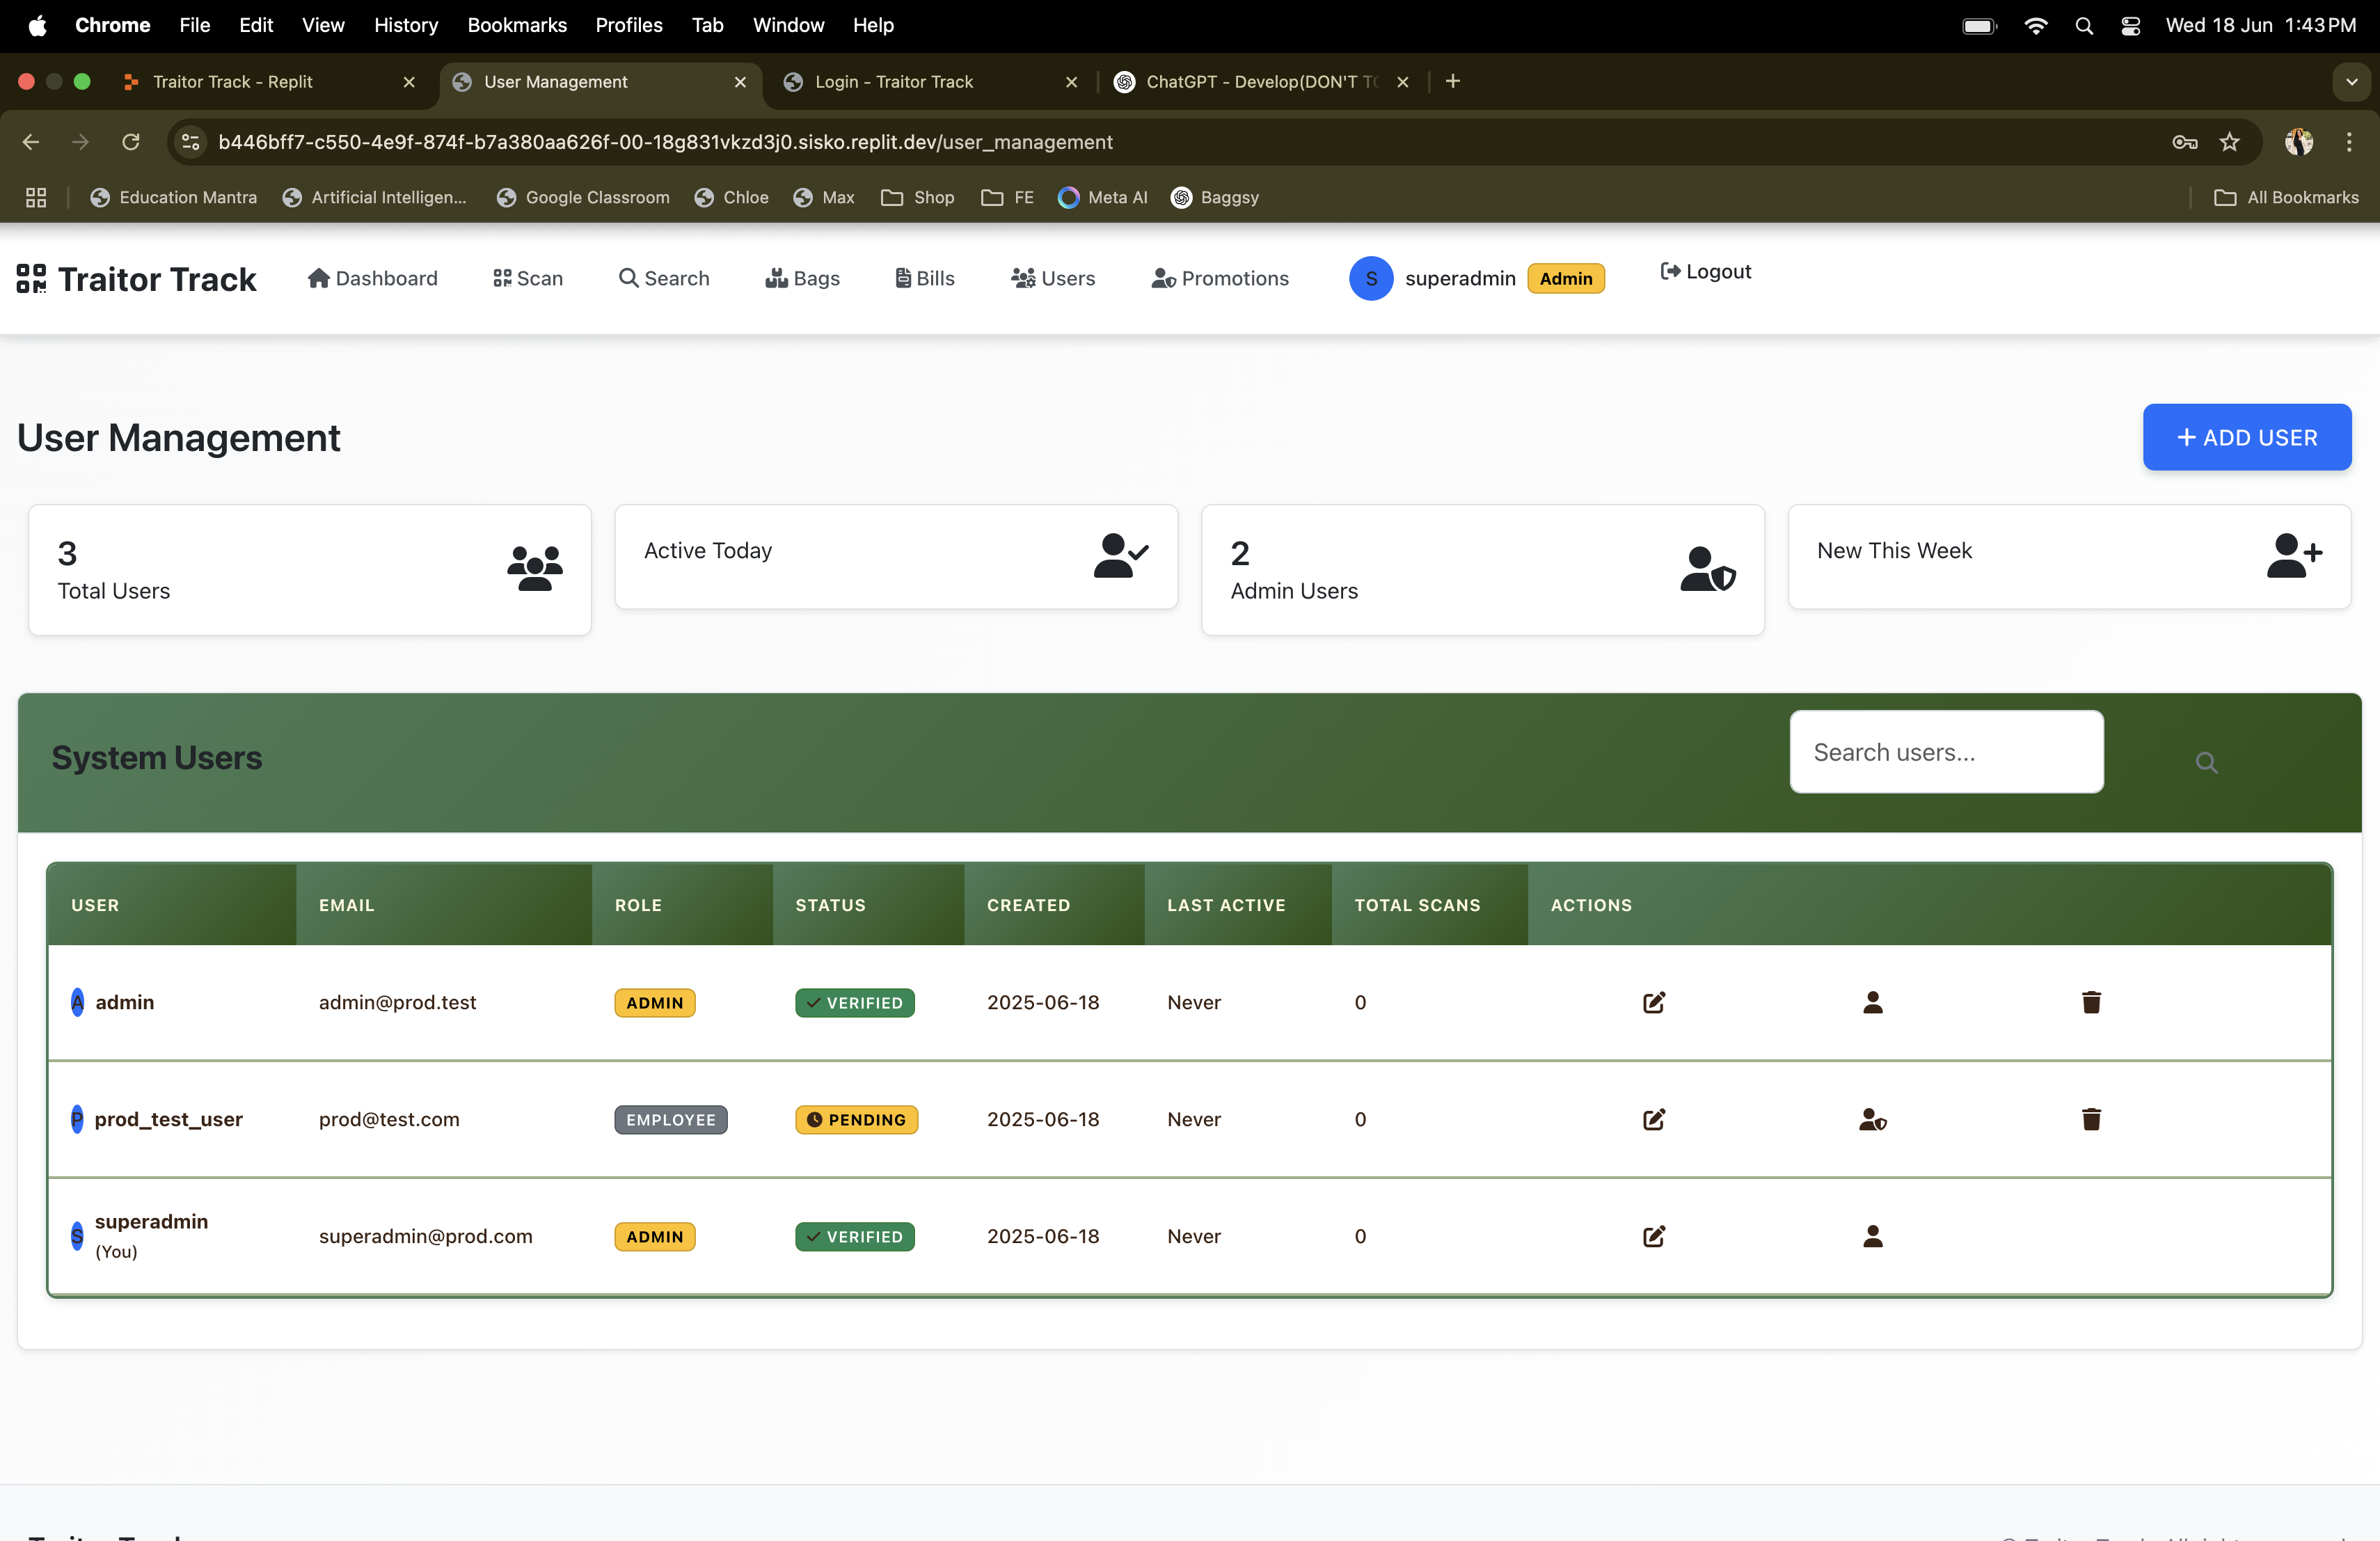 Chrome File Edit View History Bookmarks Profiles Tab Window Help Wed 18 Jun 1:43PM
Traitor Track - Replit User Management Login - Traitor Track ChatGPT - Develop(DON'T
b446bff7-c550-4e9f-874f-b7a380aa626f-00-18g831vkzd3j0.sisko.replit.dev/user_management
Education Mantra Artificial Intelligen... Google Classroom Chloe Max Shop FE Meta AI Baggsy All Bookmarks
Traitor Track Dashboard Scan Search Bags Bills Users Promotions S superadmin Admin Logout
User Management + ADD USER
3
Total Users
Active Today
2
Admin Users
New This Week
System Users Search users...
USER EMAIL ROLE STATUS CREATED LAST ACTIVE TOTAL SCANS ACTIONS
A admin admin@prod.test ADMIN VERIFIED 2025-06-18 Never 0
P prod_test_user prod@test.com EMPLOYEE PENDING 2025-06-18 Never 0
S superadmin superadmin@prod.com ADMIN VERIFIED 2025-06-18 Never 0
(You)